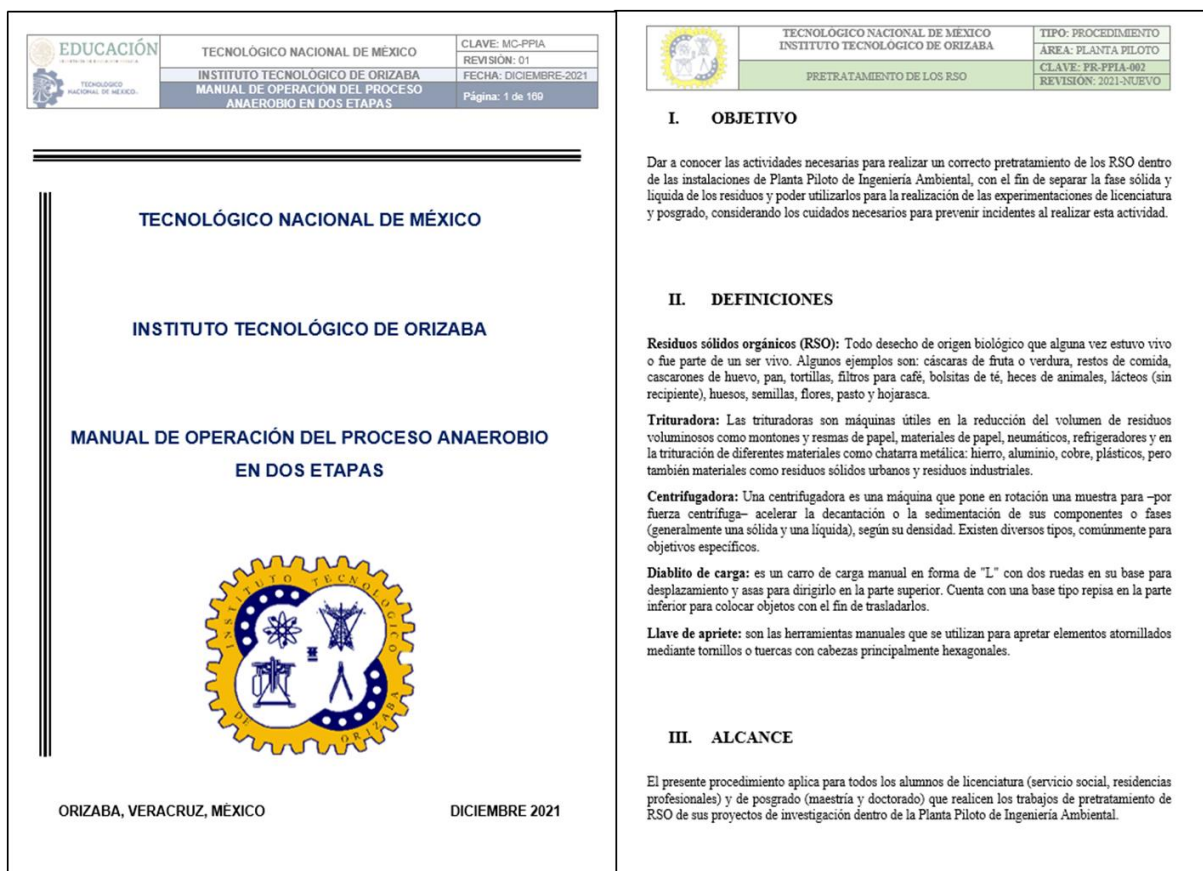 EDUCACIÓN
TECNOLÓGICO
NACIONAL DE MÉXICO
TECNOLÓGICO NACIONAL DE MÉXICO
INSTITUTO TECNOLÓGICO DE ORIZABA
MANUAL DE OPERACIÓN DEL PROCESO
ANAEROBIO EN DOS ETAPAS
CLAVE: MC-PPIA
REVISIÓN: 01
FECHA: DICIEMBRE-2021
Página: 1 de 169
TECNOLÓGICO NACIONAL DE MÉXICO
INSTITUTO TECNOLÓGICO DE ORIZABA
MANUAL DE OPERACIÓN DEL PROCESO ANAEROBIO
EN DOS ETAPAS
INSTITUTO TECNOLOGICO
DE ORIZABA
ORIZABA, VERACRUZ, MÉXICO
DICIEMBRE 2021
TECNOLÓGICO NACIONAL DE MÉXICO
INSTITUTO TECNOLÓGICO DE ORIZABA
PRETRATAMIENTO DE LOS RSO
TIPO: PROCEDIMIENTO
ÁREA: PLANTA PILOTO
CLAVE: PR-PPIA-002
REVISIÓN: 2021-NUEVO
I. OBJETIVO
Dar a conocer las actividades necesarias para realizar un correcto pretratamiento de los RSO dentro
de las instalaciones de Planta Piloto de Ingeniería Ambiental, con el fin de separar la fase sólida y
líquida de los residuos y poder utilizarlos para la realización de las experimentaciones de licenciatura
y posgrado, considerando los cuidados necesarios para prevenir incidentes al realizar esta actividad.
II. DEFINICIONES
Residuos sólidos orgánicos (RSO): Todo desecho de origen biológico que alguna vez estuvo vivo
o fue parte de un ser vivo. Algunos ejemplos son: cáscaras de fruta o verdura, restos de comida,
cascarones de huevo, pan, tortillas, filtros para café, bolsitas de té, heces de animales, lácteos (sin
recipiente), huesos, semillas, flores, pasto y hojarasca.
Trituradora: Las trituradoras son máquinas útiles en la reducción del volumen de residuos
voluminosos como montones y resmas de papel, materiales de papel, neumáticos, refrigeradores y en
la trituración de diferentes materiales como chatarra metálica: hierro, aluminio, cobre, plásticos, pero
también materiales como residuos sólidos urbanos y residuos industriales.
Centrifugadora: Una centrifugadora es una máquina que pone en rotación una muestra para –por
fuerza centrífuga– acelerar la decantación o la sedimentación de sus componentes o fases
(generalmente una sólida y una líquida), según su densidad. Existen diversos tipos, comúnmente para
objetivos específicos.
Diablito de carga: es un carro de carga manual en forma de "L" con dos ruedas en su base para
desplazamiento y asas para dirigirlo en la parte superior. Cuenta con una base tipo repisa en la parte
inferior para colocar objetos con el fin de trasladarlos.
Llave de apriete: son las herramientas manuales que se utilizan para apretar elementos atornillados
mediante tornillos o tuercas con cabezas principalmente hexagonales.
III. ALCANCE
El presente procedimiento aplica para todos los alumnos de licenciatura (servicio social, residencias
profesionales) y de posgrado (maestría y doctorado) que realicen los trabajos de pretratamiento de
RSO de sus proyectos de investigación dentro de la Planta Piloto de Ingeniería Ambiental.